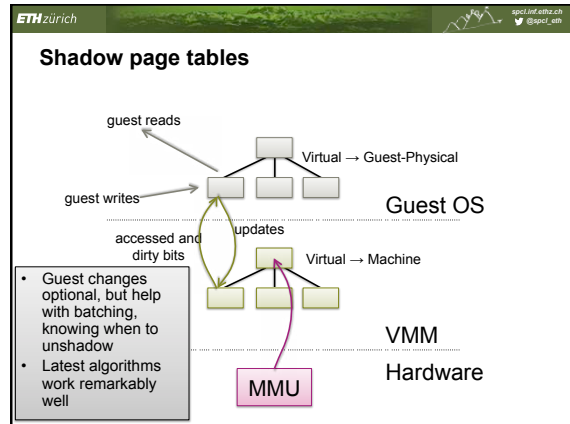 ETH zürich
spcl.inf.ethz.ch
@spcl_eth
Shadow page tables
guest reads
Virtual → Guest-Physical
guest writes
Guest OS
accessed and
dirty bits
updates
Virtual → Machine
• Guest changes
optional, but help
with batching,
knowing when to
unshadow
• Latest algorithms
work remarkably
well
VMM
Hardware
MMU